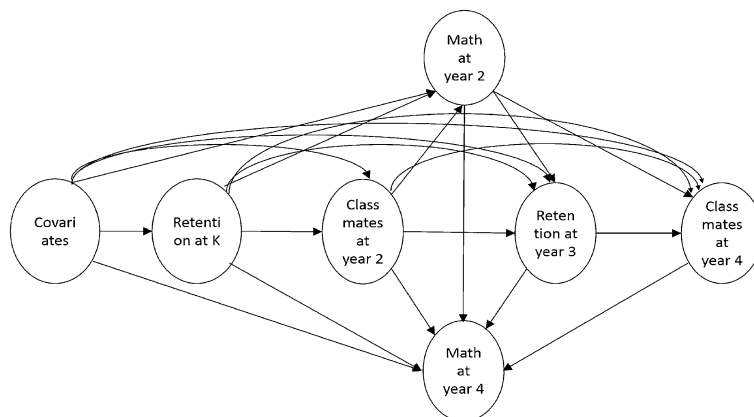 Math
at
year 2
Covari
ates
Retenti
on at K
Class
mates
at
year 2
Reten
tion at
year 3
Class
mates
at
year 4
Math
at
year 4